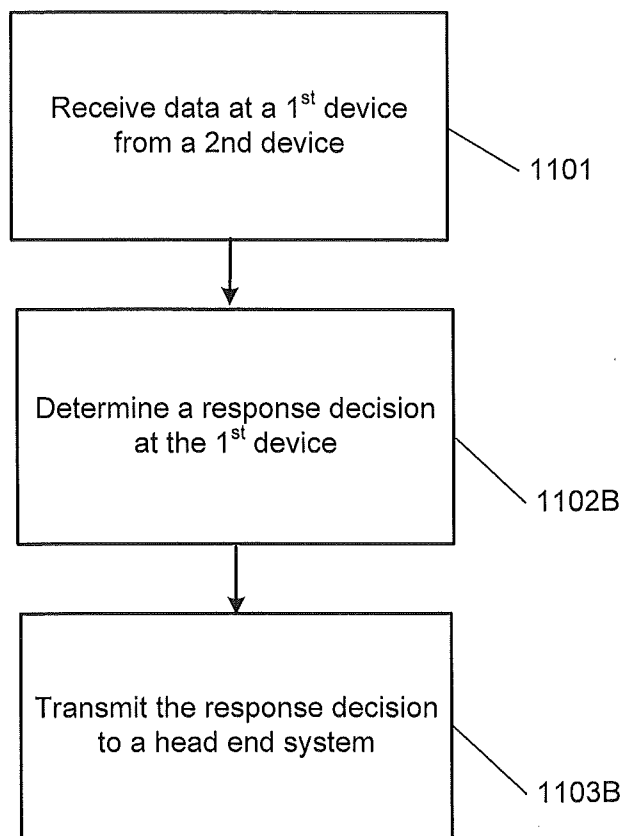 Receive data at a 1st device
from a 2nd device
1101
Determine a response decision
at the 1st device
1102B
Transmit the response decision
to a head end system
1103B